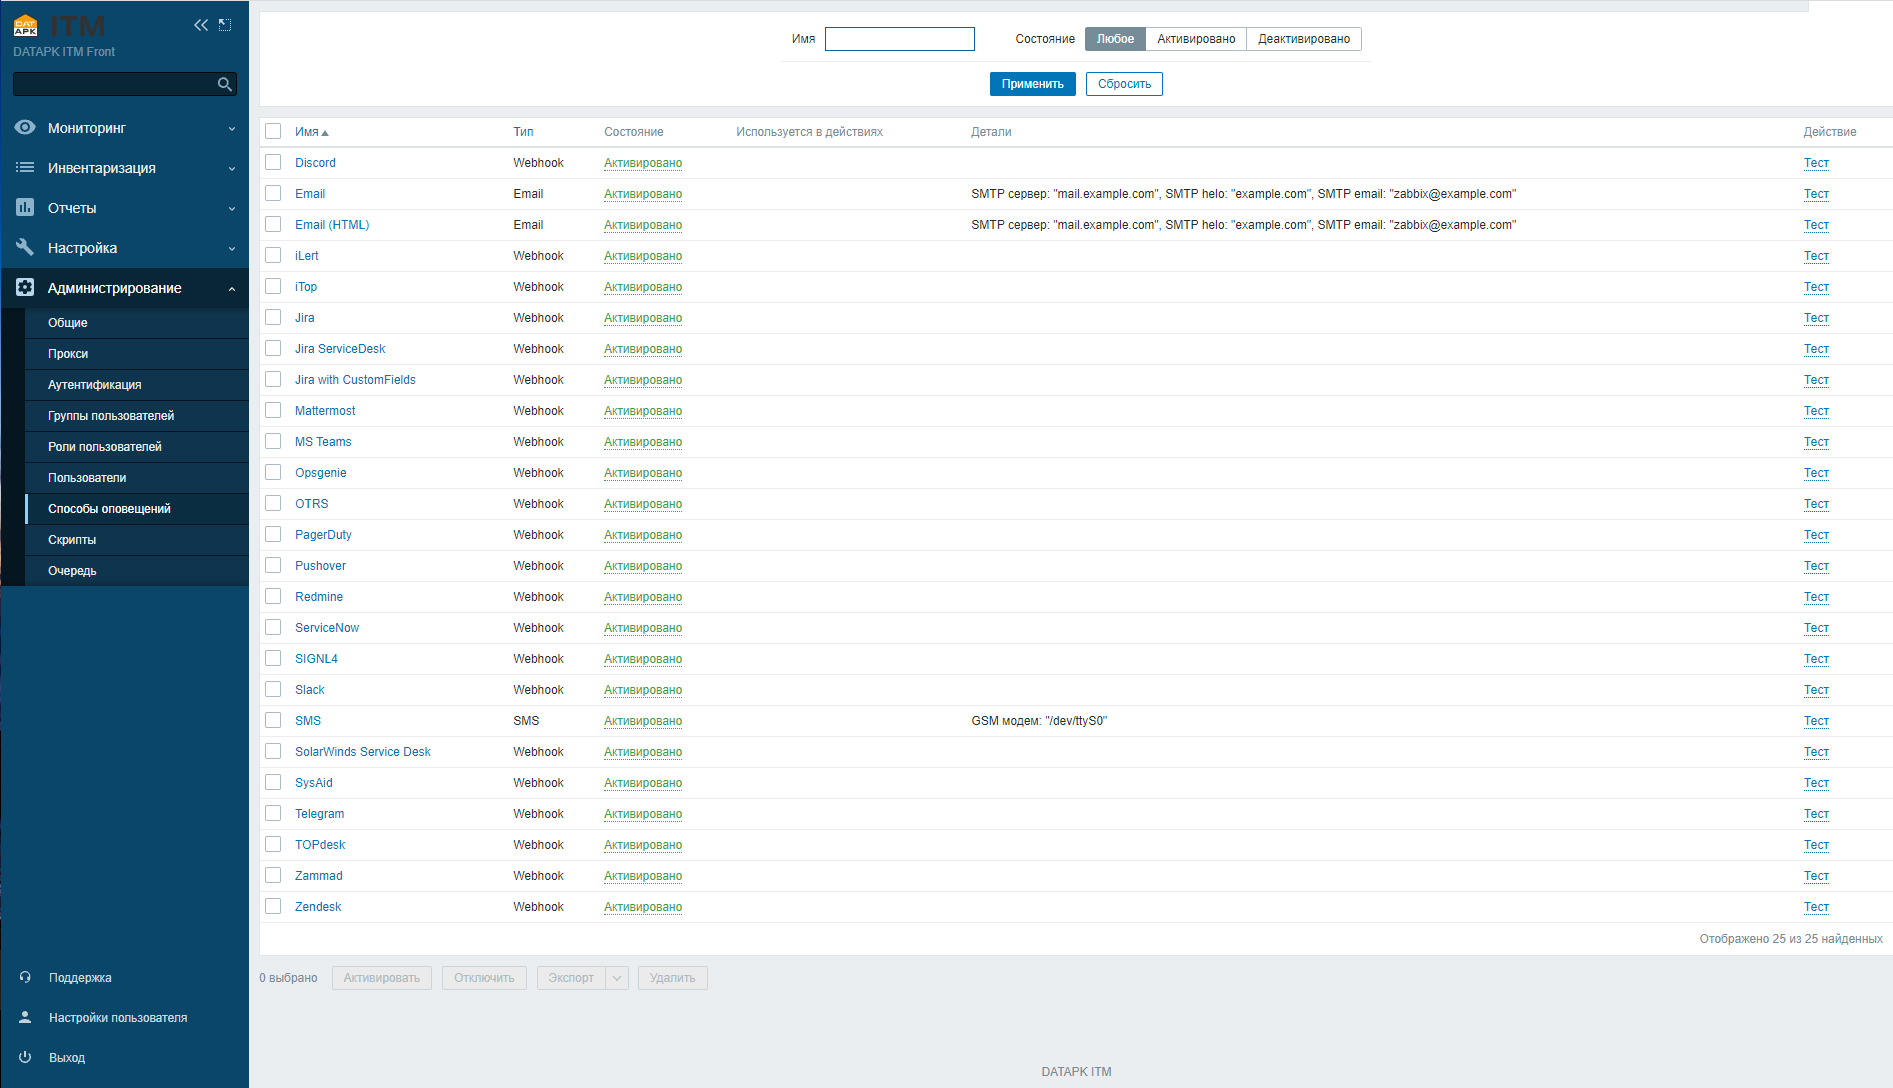 DAT APK ITM
DATAPK ITM Front
Мониторинг
Инвентаризация
Отчеты
Настройка
Администрирование
Общие
Прокси
Аутентификация
Группы пользователей
Роли пользователей
Пользователи
Способы оповещений
Скрипты
Очередь
Поддержка
Настройки пользователя
Выход
Имя Состояние Любое Активировано Деактивировано
Применить Сбросить
Имя Тип Состояние Используется в действиях Детали Действие
Discord Webhook Активировано Тест
Email Email Активировано SMTP сервер: "mail.example.com", SMTP helo: "example.com", SMTP email: "zabbix@example.com" Тест
Email (HTML) Email Активировано SMTP сервер: "mail.example.com", SMTP helo: "example.com", SMTP email: "zabbix@example.com" Тест
iLert Webhook Активировано Тест
iTop Webhook Активировано Тест
Jira Webhook Активировано Тест
Jira ServiceDesk Webhook Активировано Тест
Jira with CustomFields Webhook Активировано Тест
Mattermost Webhook Активировано Тест
MS Teams Webhook Активировано Тест
Opsgenie Webhook Активировано Тест
OTRS Webhook Активировано Тест
PagerDuty Webhook Активировано Тест
Pushover Webhook Активировано Тест
Redmine Webhook Активировано Тест
ServiceNow Webhook Активировано Тест
SIGNL4 Webhook Активировано Тест
Slack Webhook Активировано Тест
SMS SMS Активировано GSM модем: "/dev/ttyS0" Тест
SolarWinds Service Desk Webhook Активировано Тест
SysAid Webhook Активировано Тест
Telegram Webhook Активировано Тест
TOPdesk Webhook Активировано Тест
Zammad Webhook Активировано Тест
Zendesk Webhook Активировано Тест
Отображено 25 из 25 найденных
0 выбрано Активировать Отключить Экспорт Удалить
DATAPK ITM